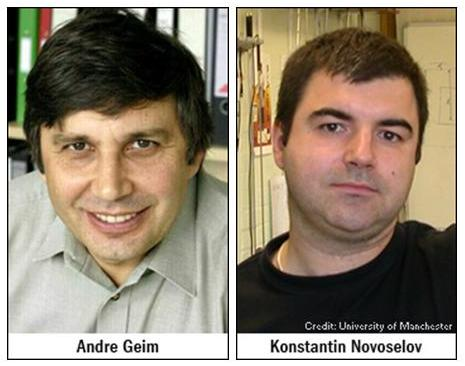 Credit: University of Manchester
Andre Geim
Konstantin Novoselov